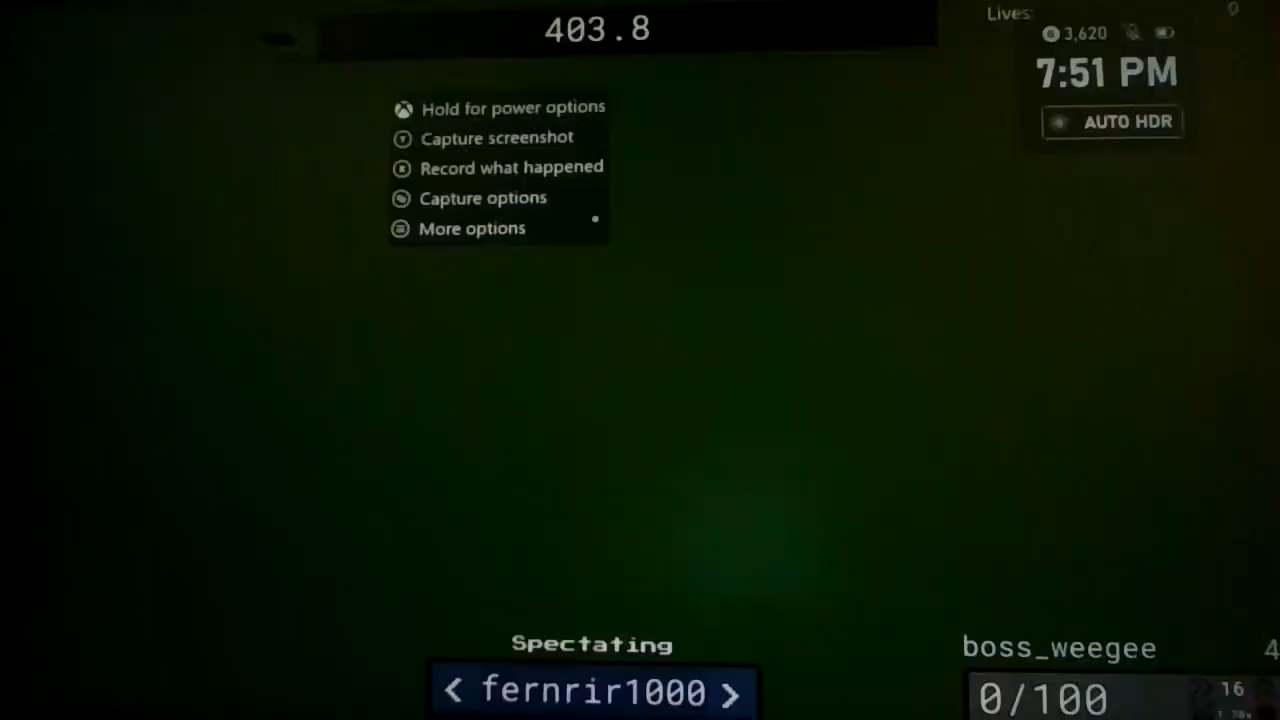 403.8
Lives:
0
3,620
7:51 PM
AUTO HDR
Hold for power options
Capture screenshot
Record what happened
Capture options
More options
Spectating
< fernrir1000 >
boss_weegee
4
0/100
16